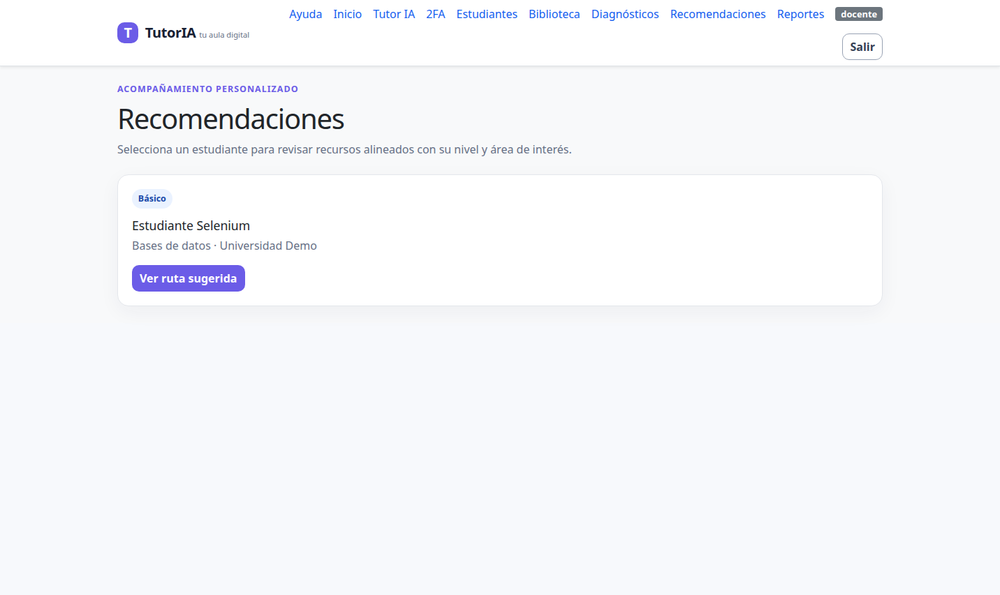 Ayuda Inicio Tutor IA 2FA Estudiantes Biblioteca Diagnósticos Recomendaciones Reportes docente
T TutorIA tu aula digital
Salir
ACOMPAÑAMIENTO PERSONALIZADO
Recomendaciones
Selecciona un estudiante para revisar recursos alineados con su nivel y área de interés.
Básico
Estudiante Selenium
Bases de datos · Universidad Demo
Ver ruta sugerida